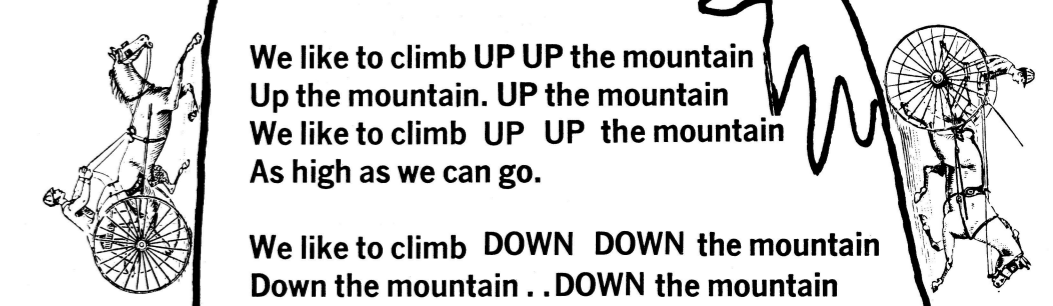 We like to climb UP UP the mountain
Up the mountain. UP the mountain
We like to climb UP UP the mountain
As high as we can go.
We like to climb DOWN DOWN the mountain
Down the mountain . . DOWN the mountain